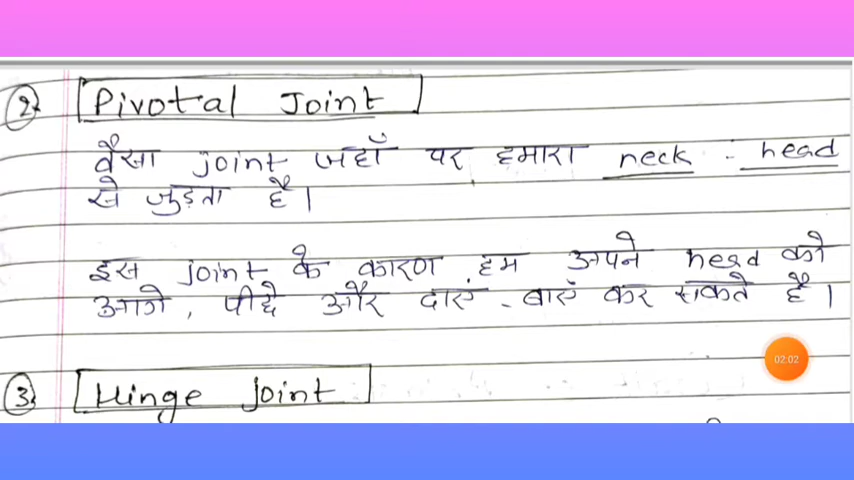 2 Pivotal Joint
वैसा joint जहाँ पर हमारा neck - head
से जुड़ता है।
इस joint के कारण हम अपने head को
आगे, पीछे और दाएं - बाएं कर सकते है।
02:02
3 Hinge Joint